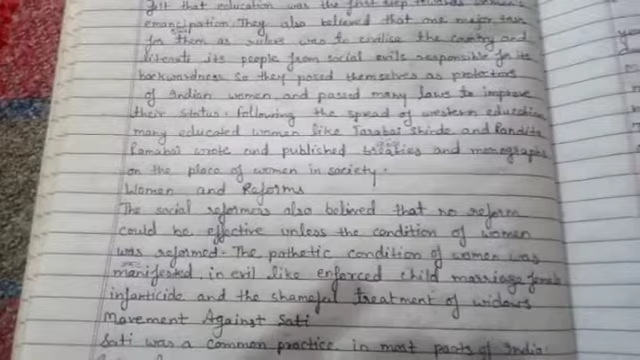 felt that education was the first step towards women's
emancipation. They also believed that one major task
for them as rulers was to civilise the country and
liberate its people from social evils responsible for its
backwardness so they posed themselves as protectors
of Indian women and passed many laws to improve
their status. Following the spread of western education
many educated women like Tarabai Shinde and Pandita
Ramabai wrote and published treaties and monographs
on the place of women in society.
Women and Reforms
The social reformers also believed that no reform
could be effective unless the condition of women
was reformed. The pathetic condition of women was
manifested in evil like enforced child marriage, female
infanticide and the shameful treatment of widows
Movement Against Sati
Sati was a common practice in most parts of India.